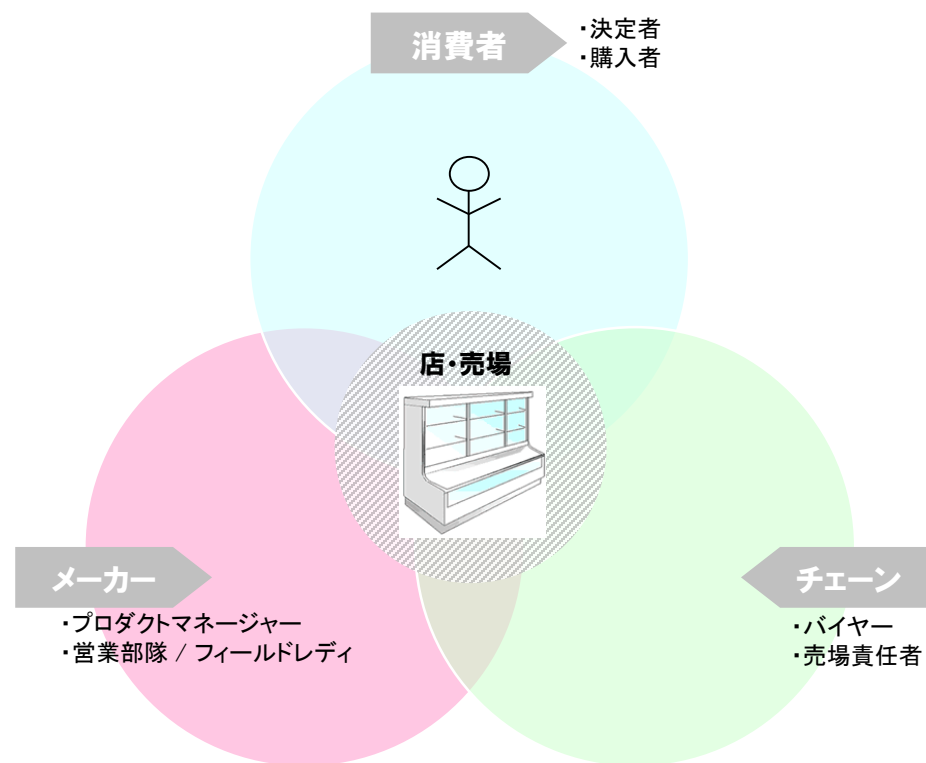 消費者
・決定者
・購入者
店・売場
メーカー
・プロダクトマネージャー
・営業部隊 / フィールドレディ
チェーン
・バイヤー
・売場責任者